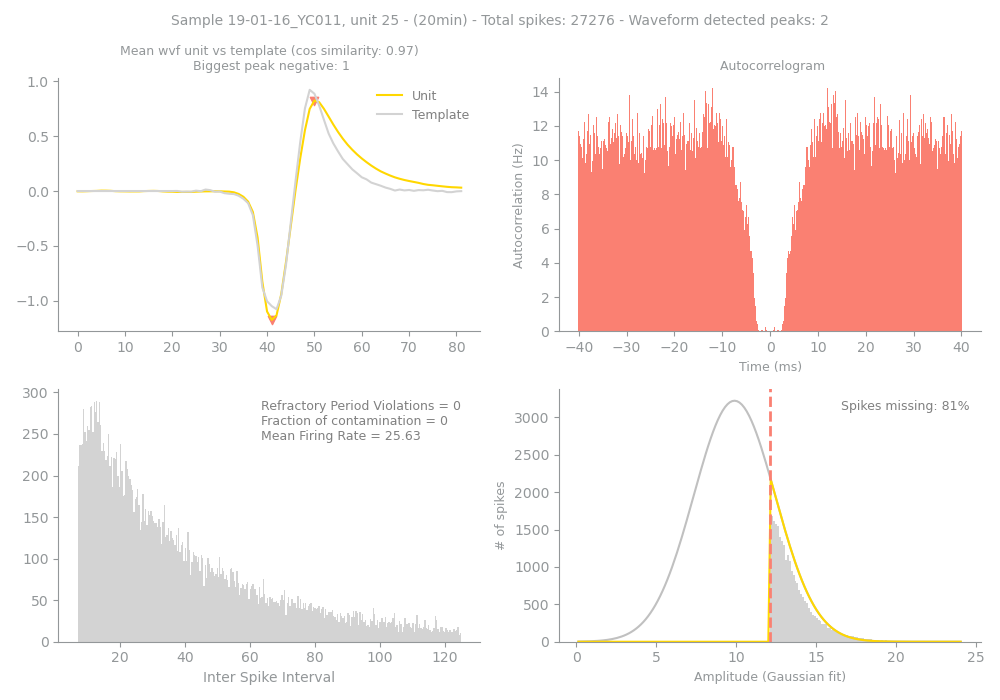 Sample 19-01-16_YC011, unit 25 - (20min) - Total spikes: 27276 - Waveform detected peaks: 2
Mean wvf unit vs template (cos similarity: 0.97)
Biggest peak negative: 1
1.0
0.5
0.0
−0.5
−1.0
0 10 20 30 40 50 60 70 80
Unit
Template
Autocorrelogram
Autocorrelation (Hz)
14
12
10
8
6
4
2
0
−40 −30 −20 −10 0 10 20 30 40
Time (ms)
300
250
200
150
100
50
0
20 40 60 80 100 120
Inter Spike Interval
Refractory Period Violations = 0
Fraction of contamination = 0
Mean Firing Rate = 25.63
# of spikes
3000
2500
2000
1500
1000
500
0
0 5 10 15 20 25
Amplitude (Gaussian fit)
Spikes missing: 81%